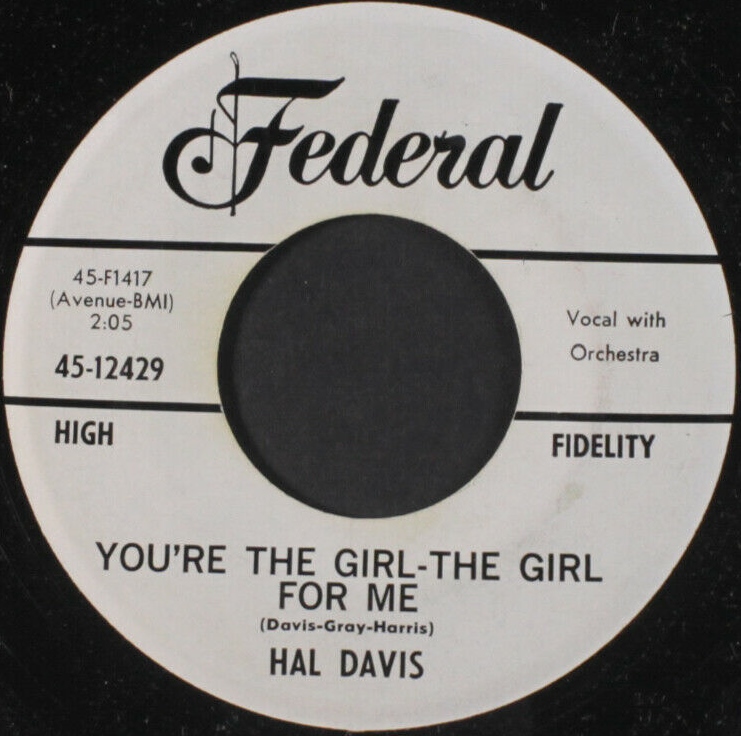 Federal
45-F1417
(Avenue-BMI)
2:05
45-12429
Vocal with
Orchestra
HIGH
FIDELITY
YOU'RE THE GIRL-THE GIRL
FOR ME
(Davis-Gray-Harris)
HAL DAVIS